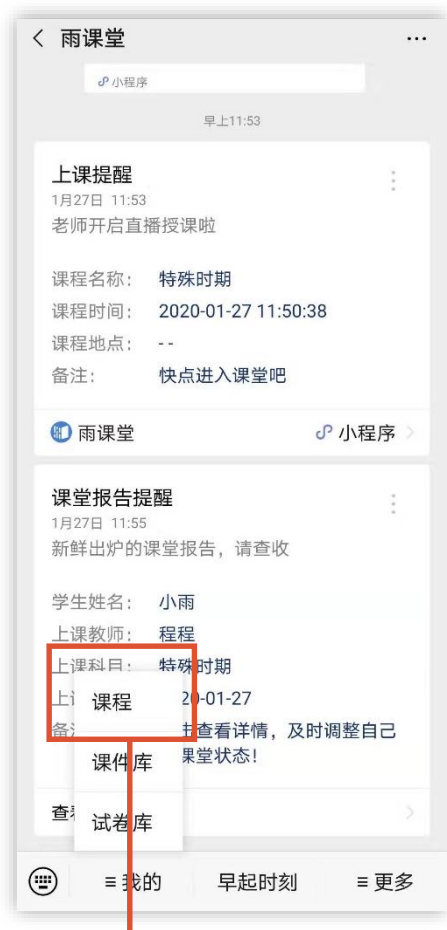 雨课堂
小程序
早上11:53
上课提醒
1月27日 11:53
老师开启直播授课啦
课程名称： 特殊时期
课程时间： 2020-01-27 11:50:38
课程地点： --
备注： 快点进入课堂吧
雨课堂 小程序
课堂报告提醒
1月27日 11:55
新鲜出炉的课堂报告，请查收
学生姓名： 小雨
上课教师： 程程
上课科目： 特殊时期
课程
0-01-27
查看详情，及时调整自己
课件库
课堂状态！
试卷库
≡我的 早起时刻 ≡更多